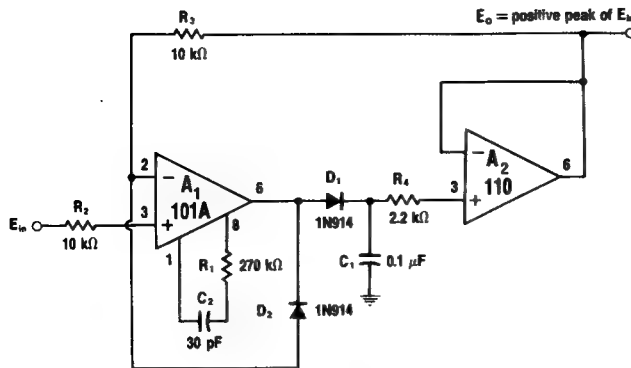 R₃
10 kΩ
E₀ = positive peak of Eᵢₙ
2
−
A₁
101A
3
+
6
8
1
Eᵢₙ
R₂
10 kΩ
R₁
270 kΩ
C₂
30 pF
D₁
1N914
D₂
1N914
R₄
2.2 kΩ
C₁
0.1 μF
−
A₂
110
3
+
6